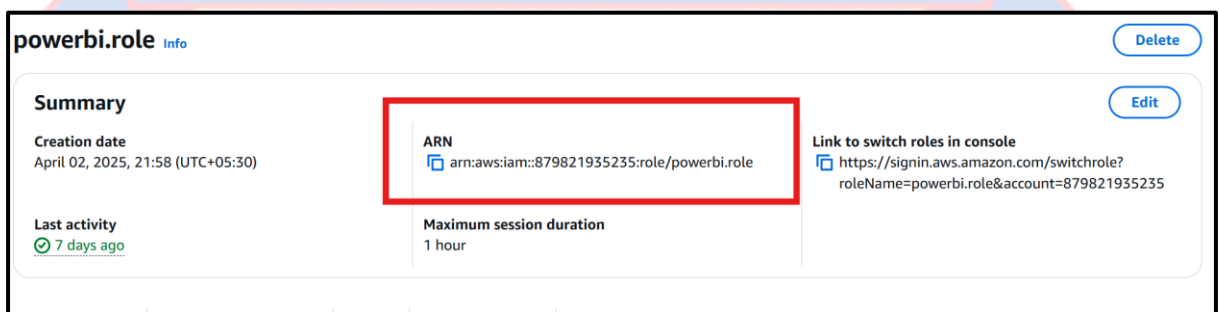 powerbi.role Info
Delete
Summary
Edit
Creation date
April 02, 2025, 21:58 (UTC+05:30)
ARN
arn:aws:iam::879821935235:role/powerbi.role
Link to switch roles in console
https://signin.aws.amazon.com/switchrole?
roleName=powerbi.role&account=879821935235
Last activity
7 days ago
Maximum session duration
1 hour